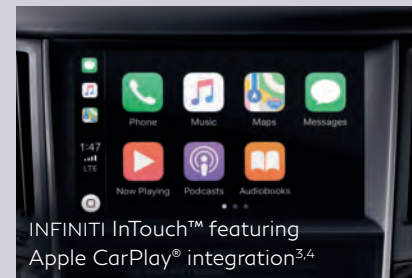 Phone Music Maps Messages
1:47
LTE
Now Playing Podcasts Audiobooks
INFINITI InTouch™ featuring
Apple CarPlay® integration3,4